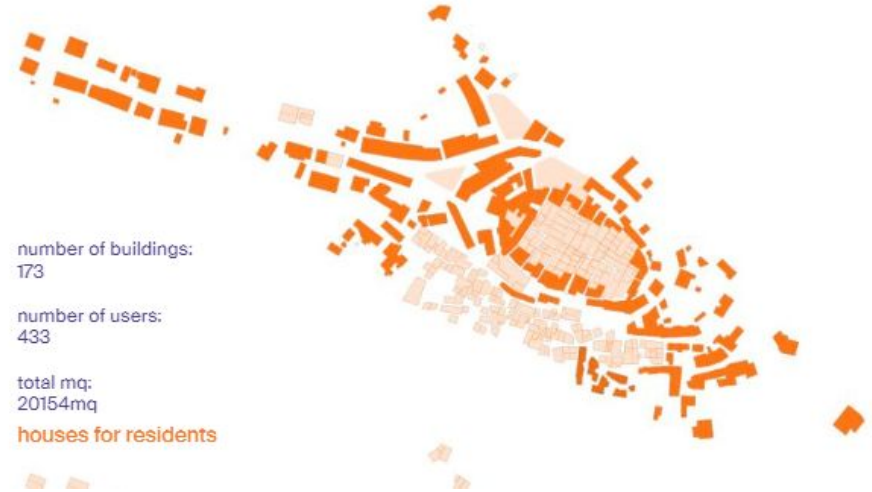 number of buildings:
173
number of users:
433
total mq:
20154mq
houses for residents